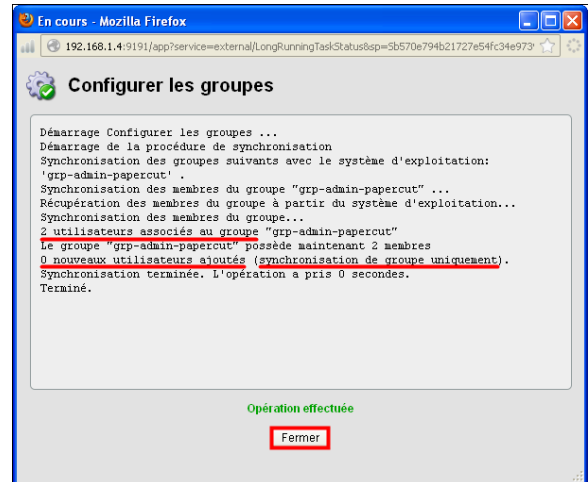 En cours - Mozilla Firefox
192.168.1.4:9191/app?service=external/LongRunningTaskStatus&sp=5b570e794b21727e54fc34e973
Configurer les groupes
Démarrage Configurer les groupes ...
Démarrage de la procédure de synchronisation
Synchronisation des groupes suivants avec le système d'exploitation:
'grp-admin-papercut' .
Synchronisation des membres du groupe "grp-admin-papercut" ...
Récupération des membres du groupe à partir du système d'exploitation...
Synchronisation des membres du groupe...
2 utilisateurs associés au groupe "grp-admin-papercut"
Le groupe "grp-admin-papercut" possède maintenant 2 membres
0 nouveaux utilisateurs ajoutés (synchronisation de groupe uniquement).
Synchronisation terminée. L'opération a pris 0 secondes.
Terminé.
Opération effectuée
Fermer